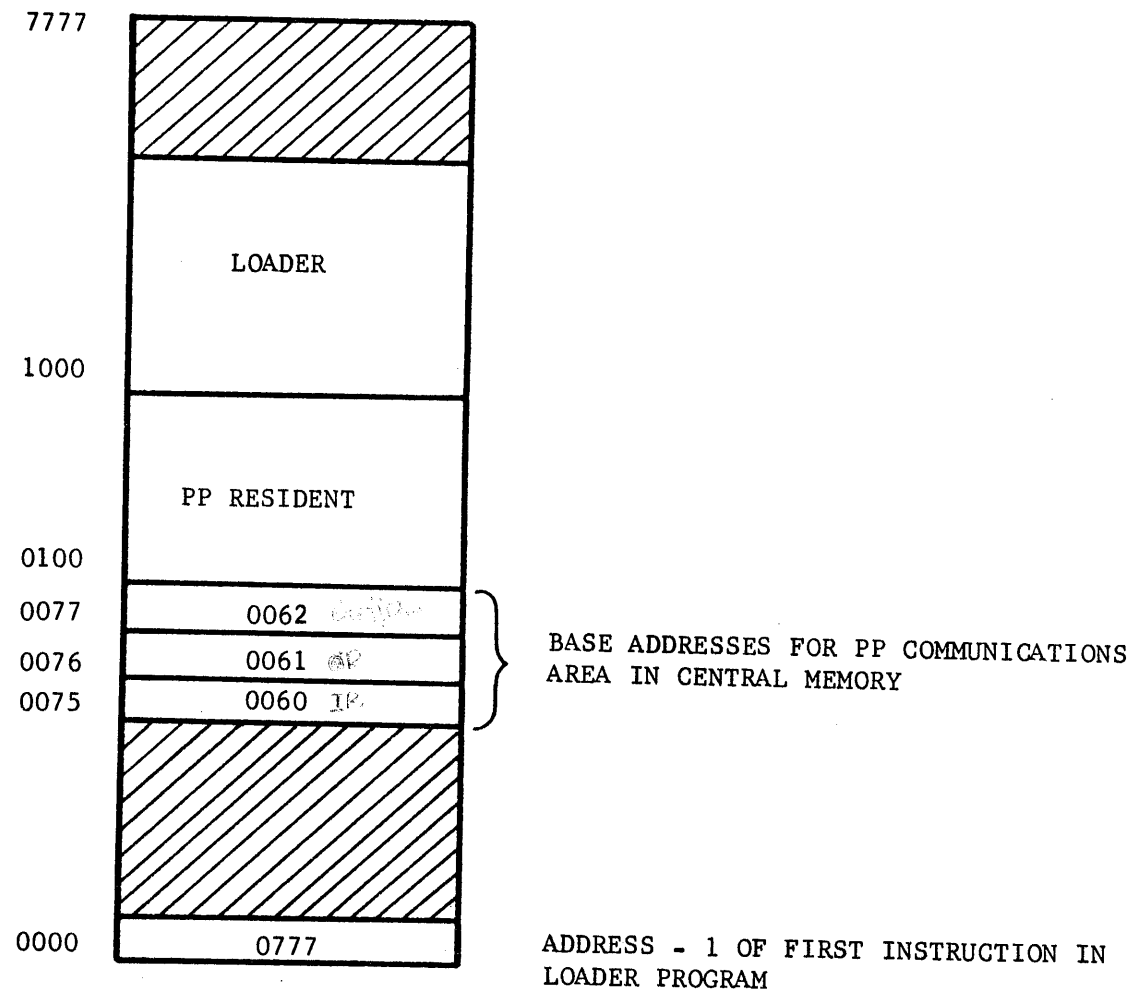 7777
LOADER
1000
PP RESIDENT
0100
0077 0062
0076 0061
0075 0060 IR
BASE ADDRESSES FOR PP COMMUNICATIONS
AREA IN CENTRAL MEMORY
0000 0777
ADDRESS - 1 OF FIRST INSTRUCTION IN
LOADER PROGRAM